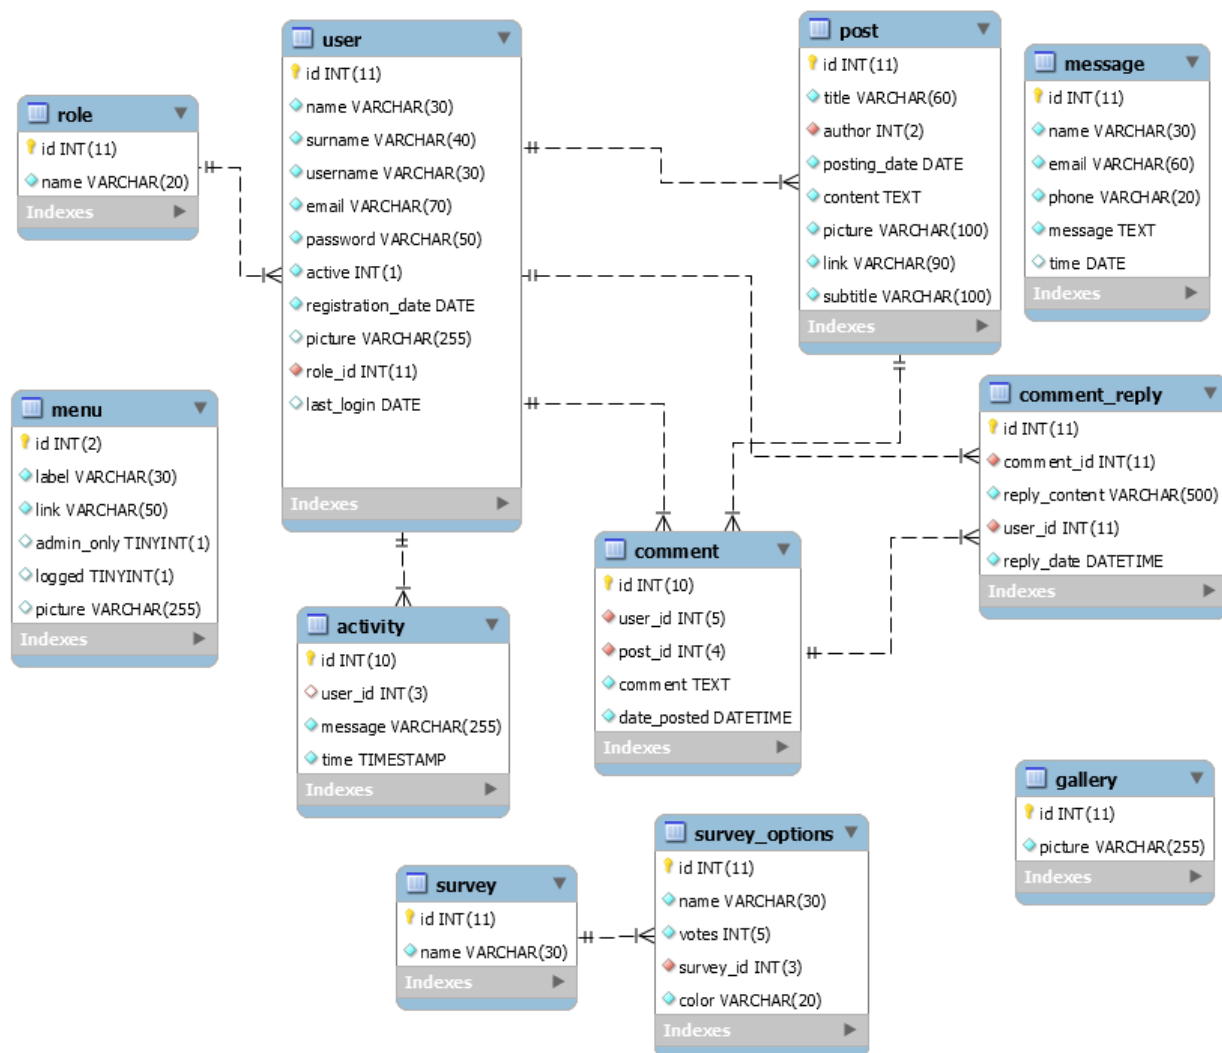 role
id INT(11)
name VARCHAR(20)
Indexes
user
id INT(11)
name VARCHAR(30)
surname VARCHAR(40)
username VARCHAR(30)
email VARCHAR(70)
password VARCHAR(50)
active INT(1)
registration_date DATE
picture VARCHAR(255)
role_id INT(11)
last_login DATE
Indexes
post
id INT(11)
title VARCHAR(60)
author INT(2)
posting_date DATE
content TEXT
picture VARCHAR(100)
link VARCHAR(90)
subtitle VARCHAR(100)
Indexes
message
id INT(11)
name VARCHAR(30)
email VARCHAR(60)
phone VARCHAR(20)
message TEXT
time DATE
Indexes
menu
id INT(2)
label VARCHAR(30)
link VARCHAR(50)
admin_only TINYINT(1)
logged TINYINT(1)
picture VARCHAR(255)
Indexes
comment_reply
id INT(11)
comment_id INT(11)
reply_content VARCHAR(500)
user_id INT(11)
reply_date DATETIME
Indexes
activity
id INT(10)
user_id INT(3)
message VARCHAR(255)
time TIMESTAMP
Indexes
comment
id INT(10)
user_id INT(5)
post_id INT(4)
comment TEXT
date_posted DATETIME
Indexes
survey
id INT(11)
name VARCHAR(30)
Indexes
survey_options
id INT(11)
name VARCHAR(30)
votes INT(5)
survey_id INT(3)
color VARCHAR(20)
Indexes
gallery
id INT(11)
picture VARCHAR(255)
Indexes